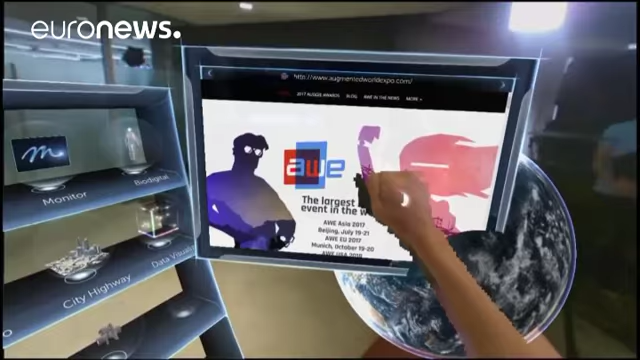 euronews.
http://www.augmentedworldexpo.com/
2017 AUGGIE AWARDS BLOG AWE IN THE NEWS MORE
awe
The largest
event in the w
AWE Asia 2017
Beijing, July 19-21
AWE EU 2017
Munich, October 19-20
AWE USA 2018
Monitor
Biodigital
City Highway
Data Visual